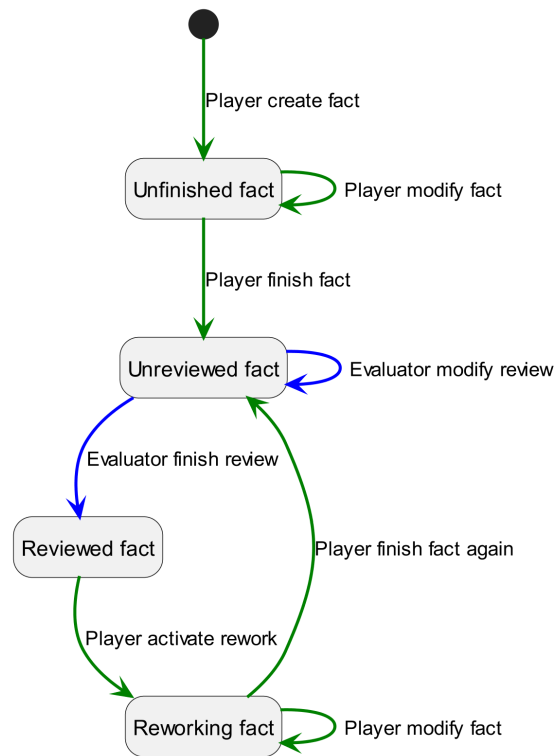 Player create fact
Unfinished fact
Player modify fact
Player finish fact
Unreviewed fact
Evaluator modify review
Evaluator finish review
Reviewed fact
Player finish fact again
Player activate rework
Reworking fact
Player modify fact